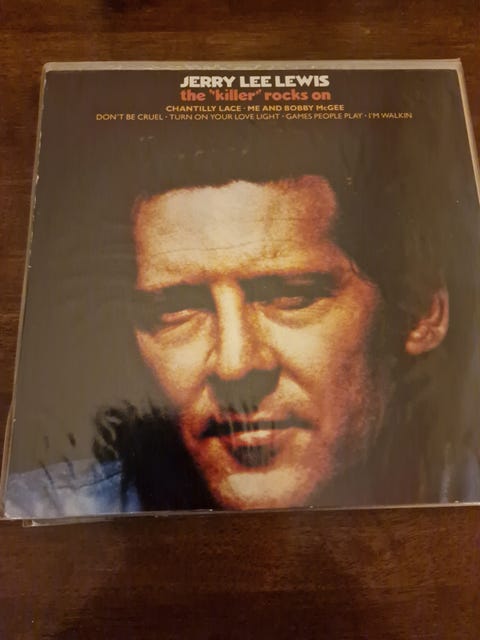 JERRY LEE LEWIS
the "killer" rocks on
CHANTILLY LACE · ME AND BOBBY McGEE
DON'T BE CRUEL · TURN ON YOUR LOVE LIGHT · GAMES PEOPLE PLAY · I'M WALKIN